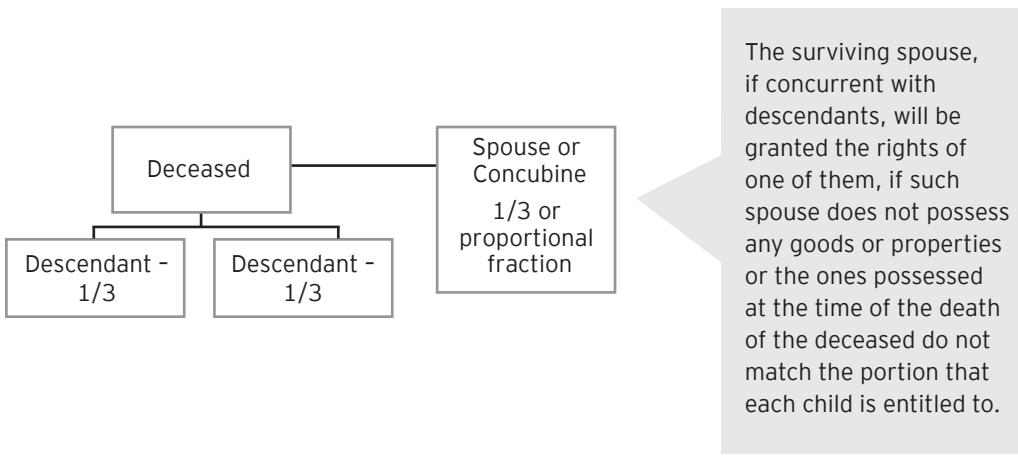 Deceased
Spouse or
Concubine
1/3 or
proportional
fraction
Descendant –
1/3
Descendant –
1/3
The surviving spouse,
if concurrent with
descendants, will be
granted the rights of
one of them, if such
spouse does not possess
any goods or properties
or the ones possessed
at the time of the death
of the deceased do not
match the portion that
each child is entitled to.